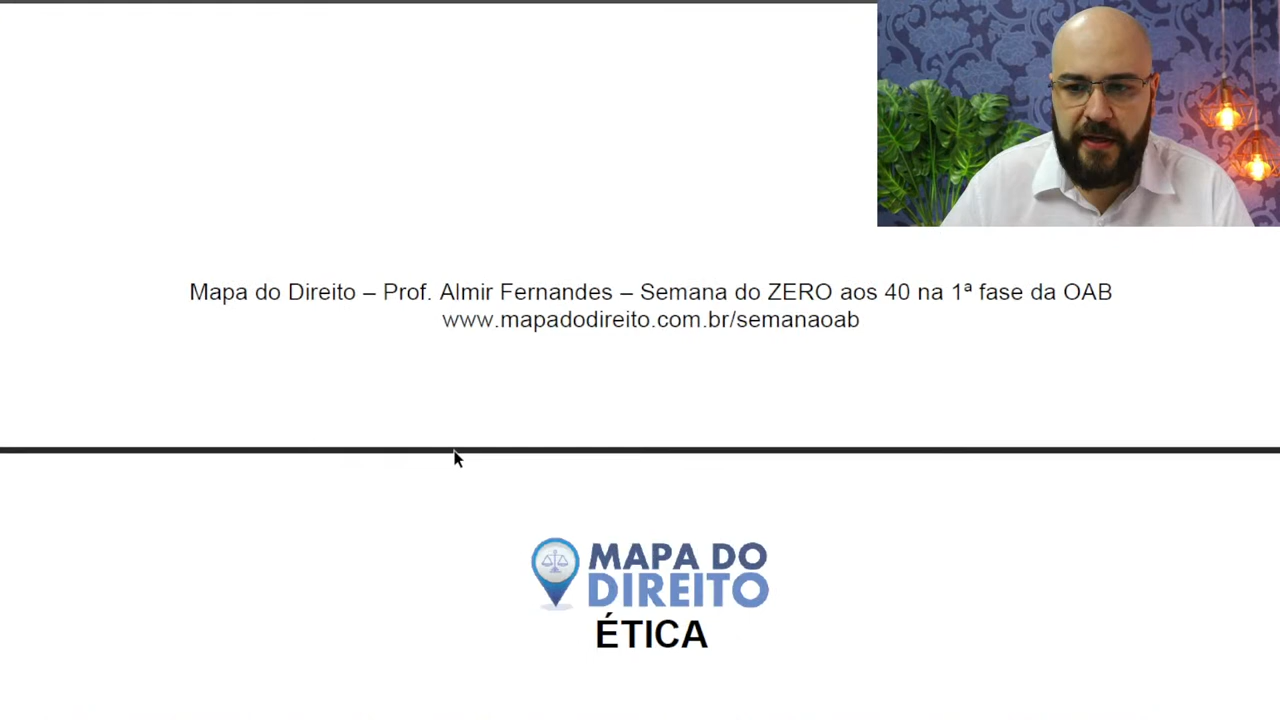 Mapa do Direito – Prof. Almir Fernandes – Semana do ZERO aos 40 na 1ª fase da OAB
www.mapadodireito.com.br/semanaoab
MAPA DO
DIREITO
ÉTICA